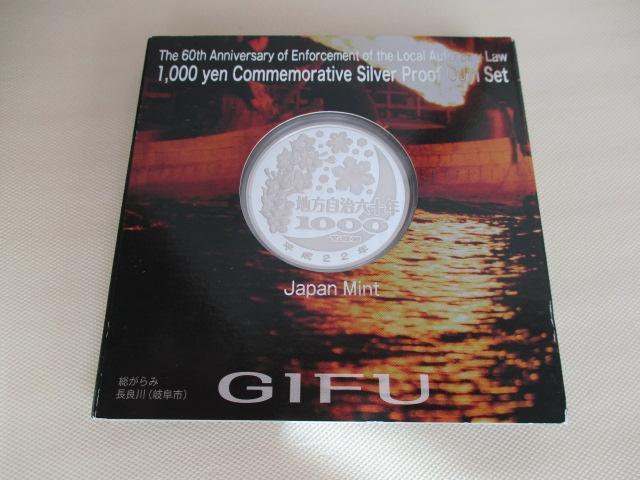 The 60th Anniversary of Enforcement of the Local Autonomy Law
1,000 yen Commemorative Silver Proof Coin Set
地方自治六十年
1000
YEN
平成22年
Japan Mint
総がらみ
長良川（岐阜市）
GIFU